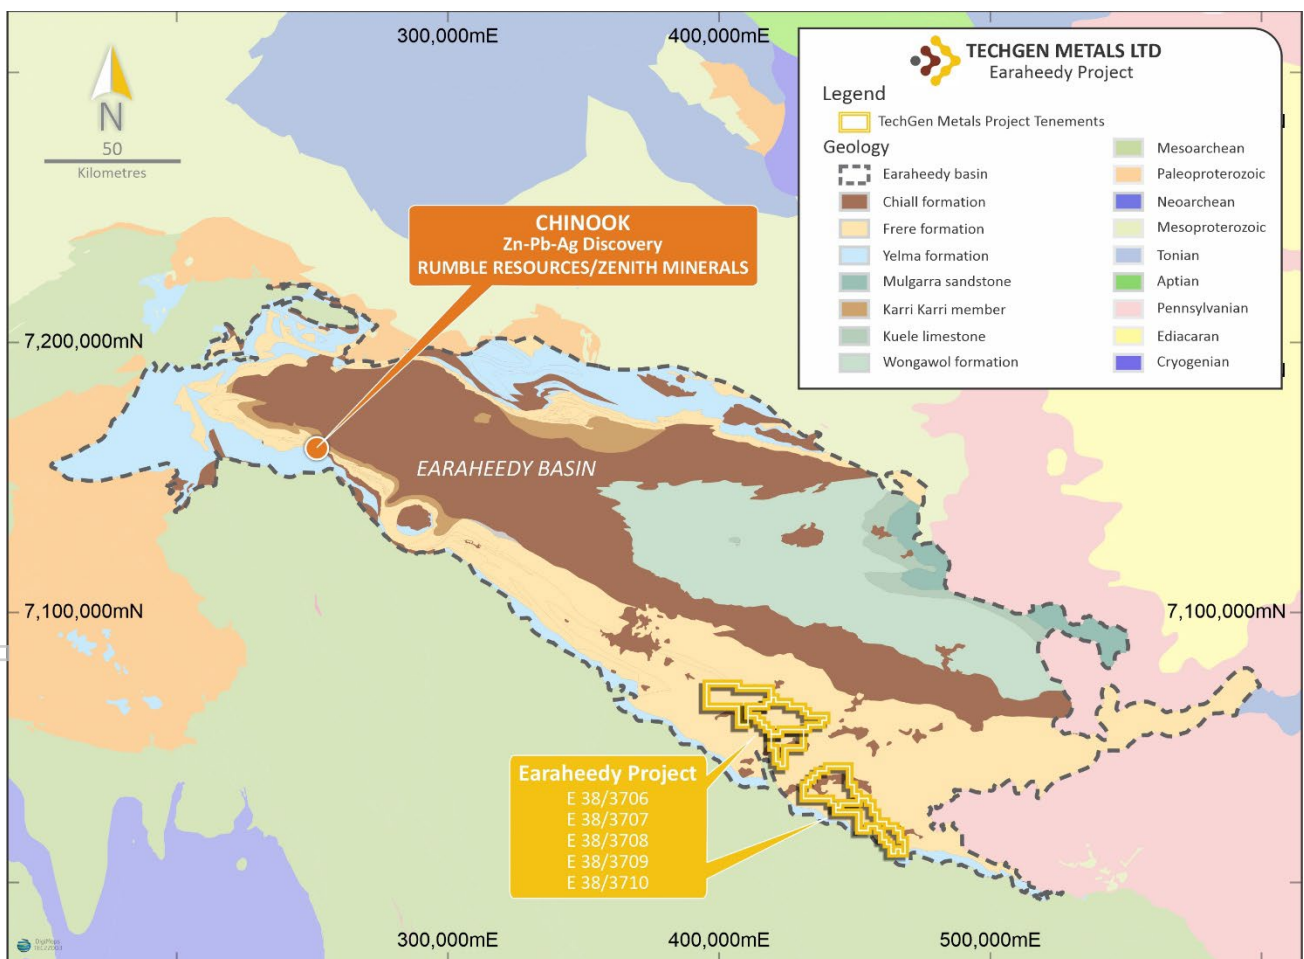 300,000mE
400,000mE
TECHGEN METALS LTD
Earaheedy Project
Legend
TechGen Metals Project Tenements
Geology
Earaheedy basin
Chiall formation
Frere formation
Yelma formation
Mulgarra sandstone
Karri Karri member
Kuele limestone
Wongawol formation
Mesoarchean
Paleoproterozoic
Neoarchean
Mesoproterozoic
Tonian
Aptian
Pennsylvanian
Ediacaran
Cryogenian
N
50
Kilometres
CHINOOK
Zn-Pb-Ag Discovery
RUMBLE RESOURCES/ZENITH MINERALS
7,200,000mN
EARAHEEDY BASIN
7,100,000mN
7,100,000mN
Earaheedy Project
E 38/3706
E 38/3707
E 38/3708
E 38/3709
E 38/3710
300,000mE
400,000mE
500,000mE
DigiMaps